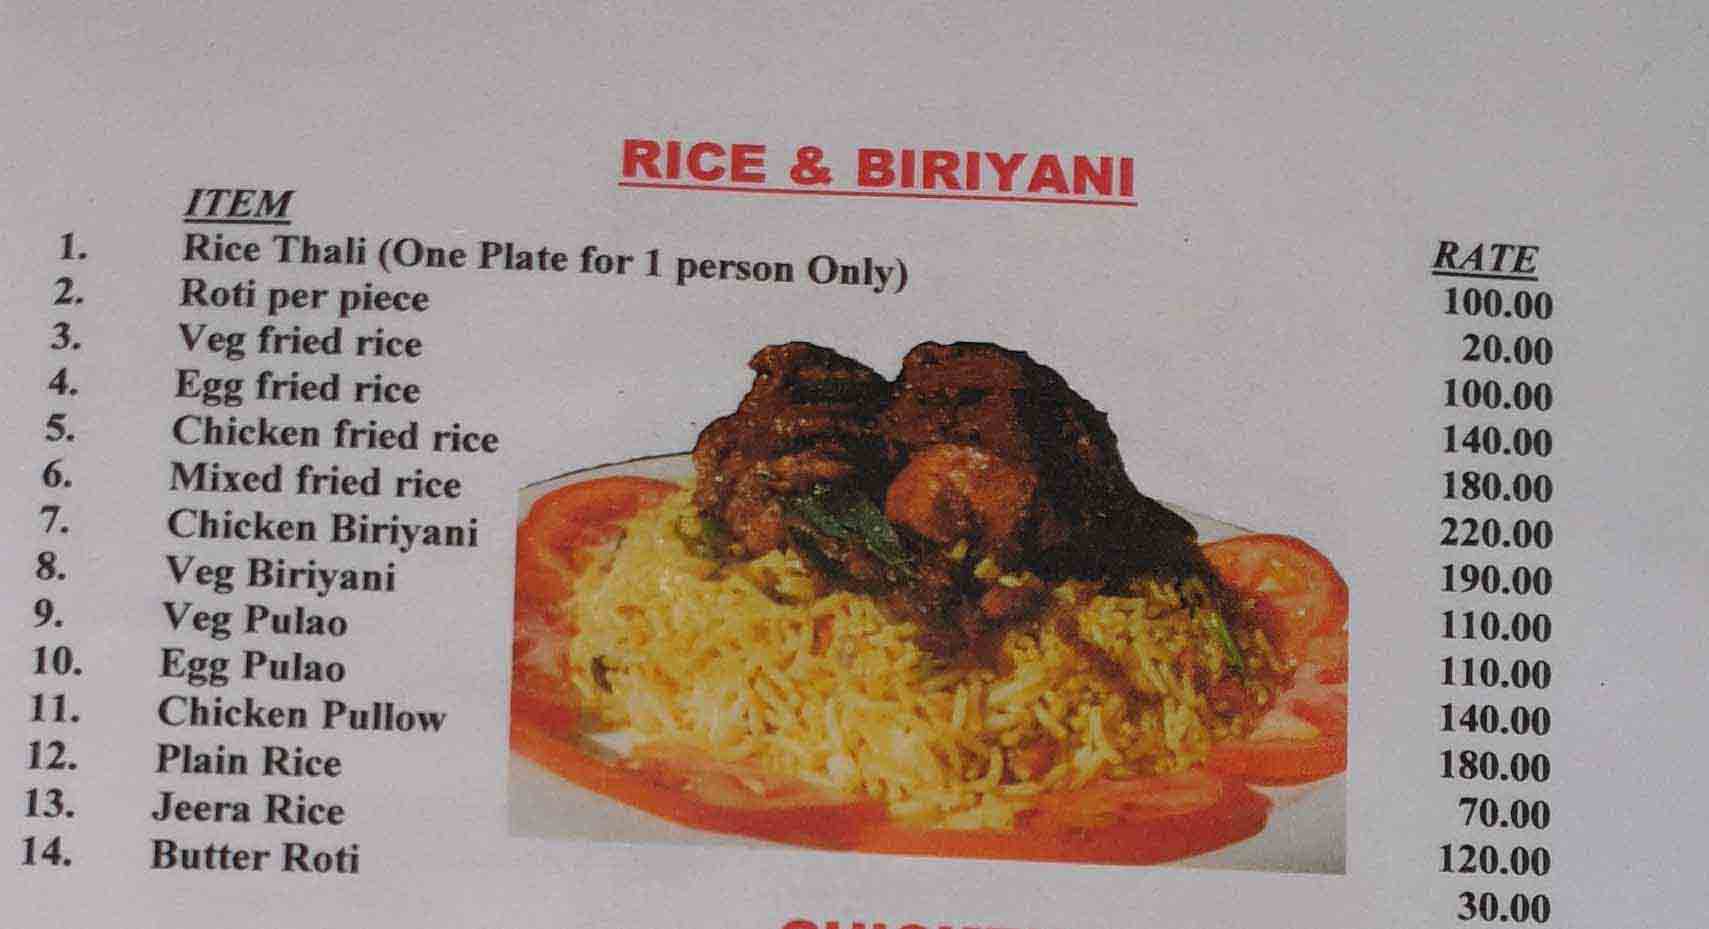 RICE & BIRIYANI
ITEM RATE
1. Rice Thali (One Plate for 1 person Only) 100.00
2. Roti per piece 20.00
3. Veg fried rice 100.00
4. Egg fried rice 140.00
5. Chicken fried rice 180.00
6. Mixed fried rice 220.00
7. Chicken Biriyani 190.00
8. Veg Biriyani 110.00
9. Veg Pulao 110.00
10. Egg Pulao 140.00
11. Chicken Pullow 180.00
12. Plain Rice 70.00
13. Jeera Rice 120.00
14. Butter Roti 30.00